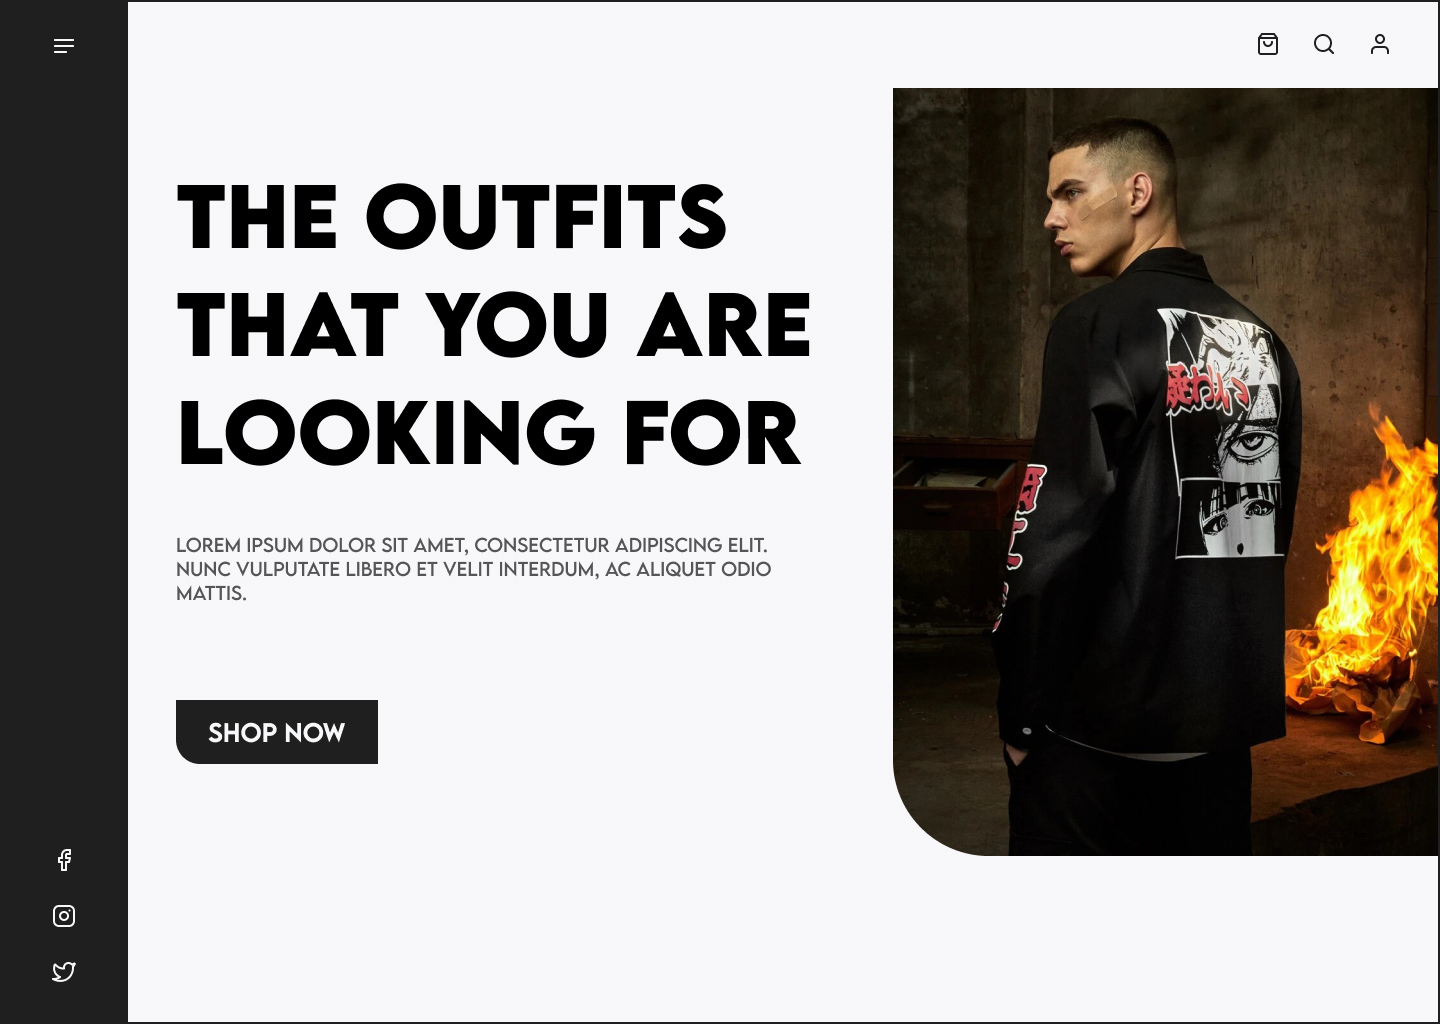 THE OUTFITS
THAT YOU ARE
LOOKING FOR
LOREM IPSUM DOLOR SIT AMET, CONSECTETUR ADIPISCING ELIT.
NUNC VULPUTATE LIBERO ET VELIT INTERDUM, AC ALIQUET ODIO
MATTIS.
SHOP NOW